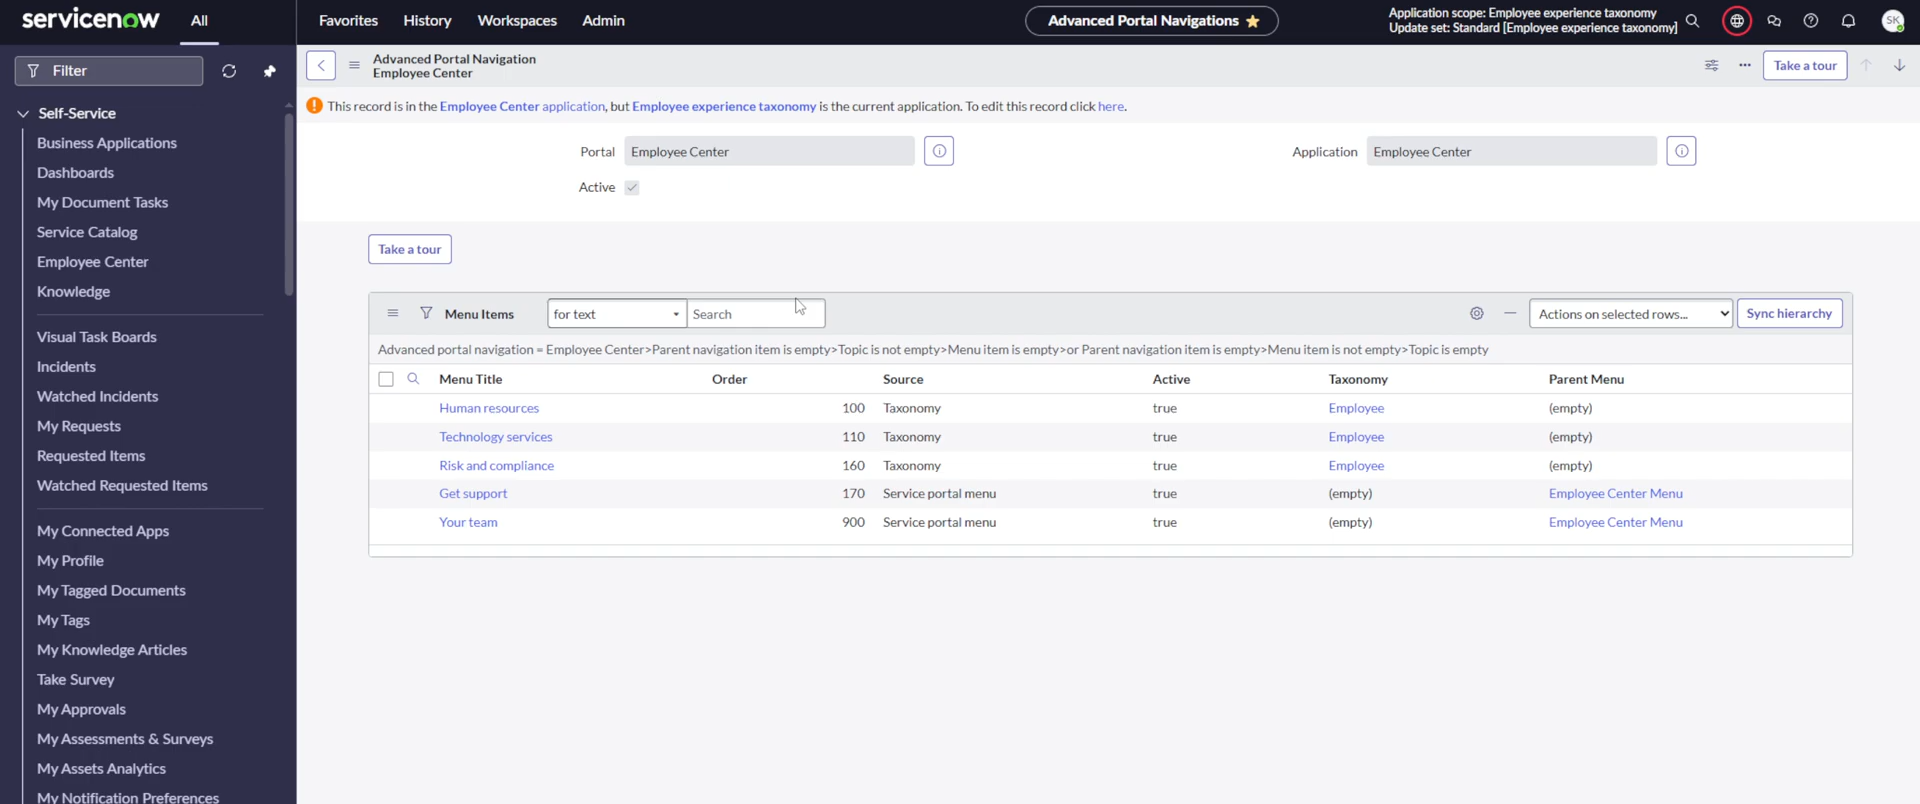 servicenow
All
Favorites
History
Workspaces
Admin
Advanced Portal Navigations
Application scope: Employee experience taxonomy
Update set: Standard [Employee experience taxonomy]
SK
Filter
Self-Service
Business Applications
Dashboards
My Document Tasks
Service Catalog
Employee Center
Knowledge
Visual Task Boards
Incidents
Watched Incidents
My Requests
Requested Items
Watched Requested Items
My Connected Apps
My Profile
My Tagged Documents
My Tags
My Knowledge Articles
Take Survey
My Approvals
My Assessments & Surveys
My Assets Analytics
My Notification Preferences
Advanced Portal Navigation
Employee Center
Take a tour
This record is in the Employee Center application, but Employee experience taxonomy is the current application. To edit this record click here.
Portal Employee Center
Application Employee Center
Active
Take a tour
Menu Items for text Search Actions on selected rows... Sync hierarchy
Advanced portal navigation = Employee Center>Parent navigation item is empty>Topic is not empty>Menu item is empty>or Parent navigation item is empty>Menu item is not empty>Topic is empty
Menu Title Order Source Active Taxonomy Parent Menu
Human resources 100 Taxonomy true Employee (empty)
Technology services 110 Taxonomy true Employee (empty)
Risk and compliance 160 Taxonomy true Employee (empty)
Get support 170 Service portal menu true (empty) Employee Center Menu
Your team 900 Service portal menu true (empty) Employee Center Menu